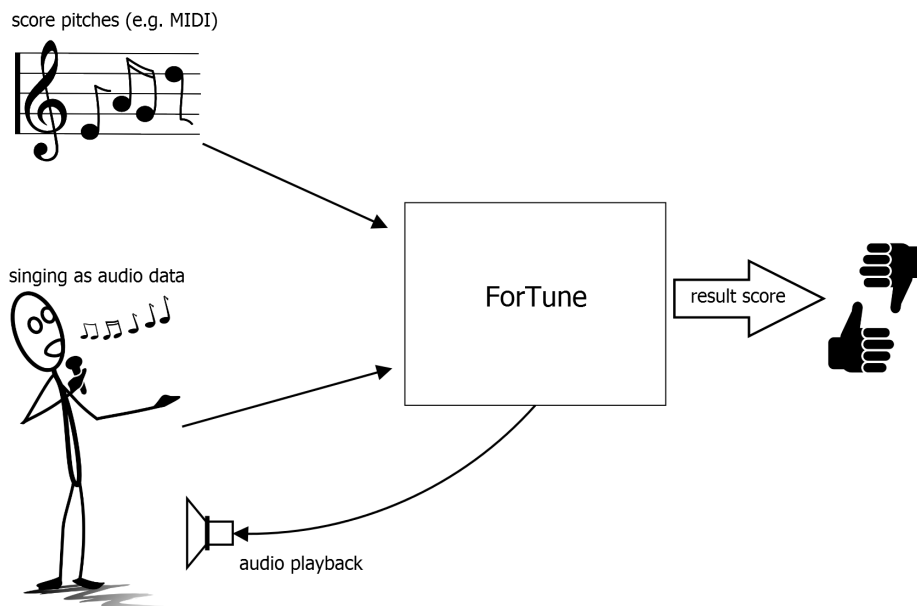 score pitches (e.g. MIDI)
singing as audio data
ForTune
result score
audio playback